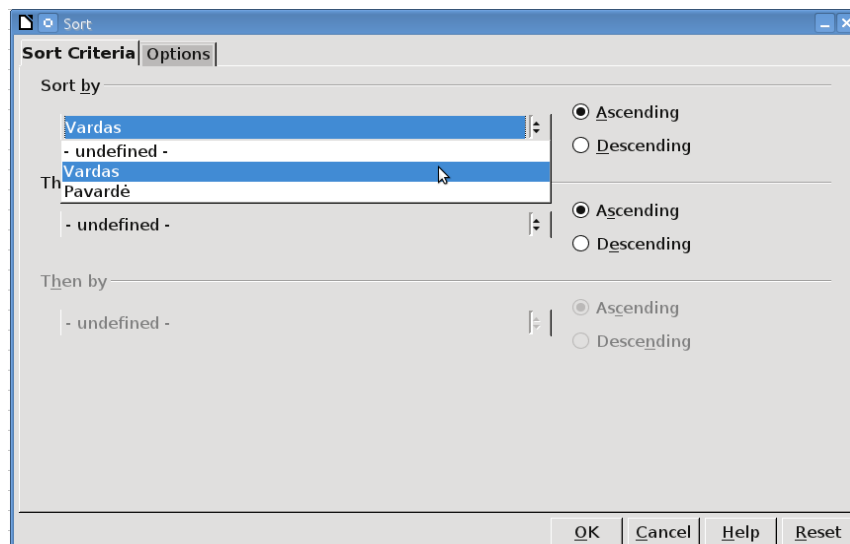 Sort
Sort Criteria Options
Sort by
Vardas
Ascending
Descending
- undefined -
Vardas
Pavardė
Th
- undefined -
Ascending
Descending
Then by
- undefined -
Ascending
Descending
OK Cancel Help Reset